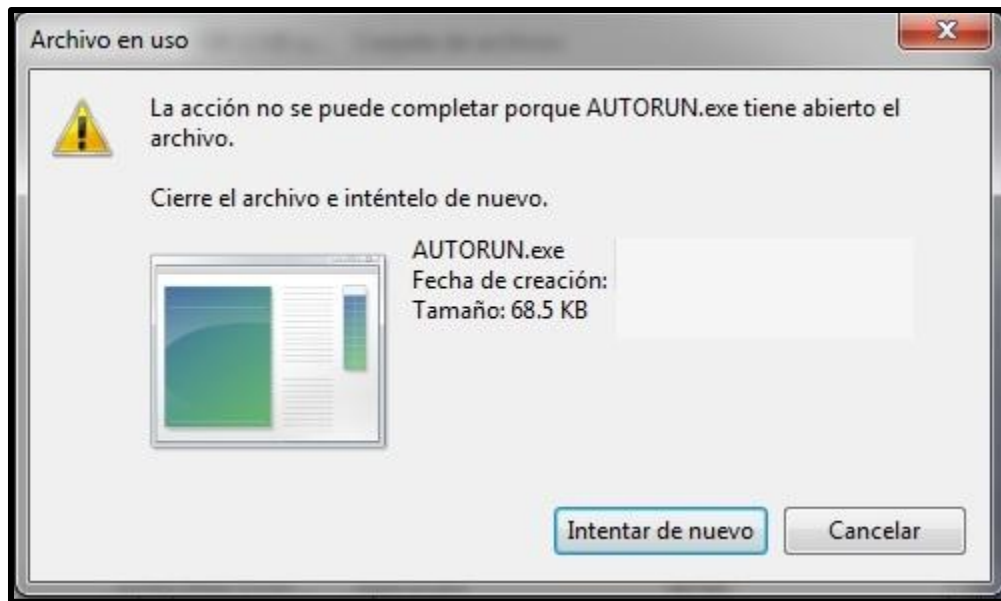 Archivo en uso
La acción no se puede completar porque AUTORUN.exe tiene abierto el
archivo.
Cierre el archivo e inténtelo de nuevo.
AUTORUN.exe
Fecha de creación:
Tamaño: 68.5 KB
Intentar de nuevo
Cancelar